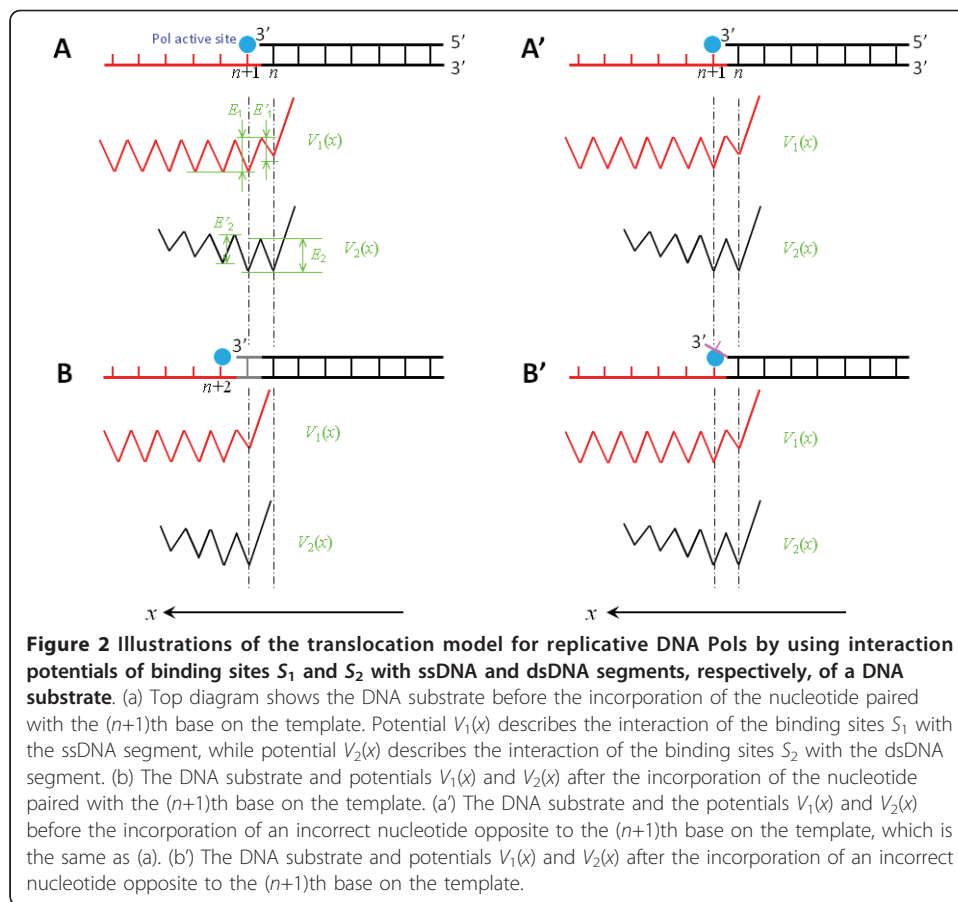 A
Pol active site
3′
5′
3′
n+1 n
E1 E′1
V1(x)
E′2
E2
V2(x)
A′
3′
5′
3′
n+1 n
V1(x)
V2(x)
B
3′
n+2
V1(x)
V2(x)
x
B′
3′
V1(x)
V2(x)
x
Figure 2 Illustrations of the translocation model for replicative DNA Pols by using interaction
potentials of binding sites S1 and S2 with ssDNA and dsDNA segments, respectively, of a DNA
substrate. (a) Top diagram shows the DNA substrate before the incorporation of the nucleotide paired
with the (n+1)th base on the template. Potential V1(x) describes the interaction of the binding sites S1 with
the ssDNA segment, while potential V2(x) describes the interaction of the binding sites S2 with the dsDNA
segment. (b) The DNA substrate and potentials V1(x) and V2(x) after the incorporation of the nucleotide
paired with the (n+1)th base on the template. (a′) The DNA substrate and the potentials V1(x) and V2(x)
before the incorporation of an incorrect nucleotide opposite to the (n+1)th base on the template, which is
the same as (a). (b′) The DNA substrate and potentials V1(x) and V2(x) after the incorporation of an incorrect
nucleotide opposite to the (n+1)th base on the template.